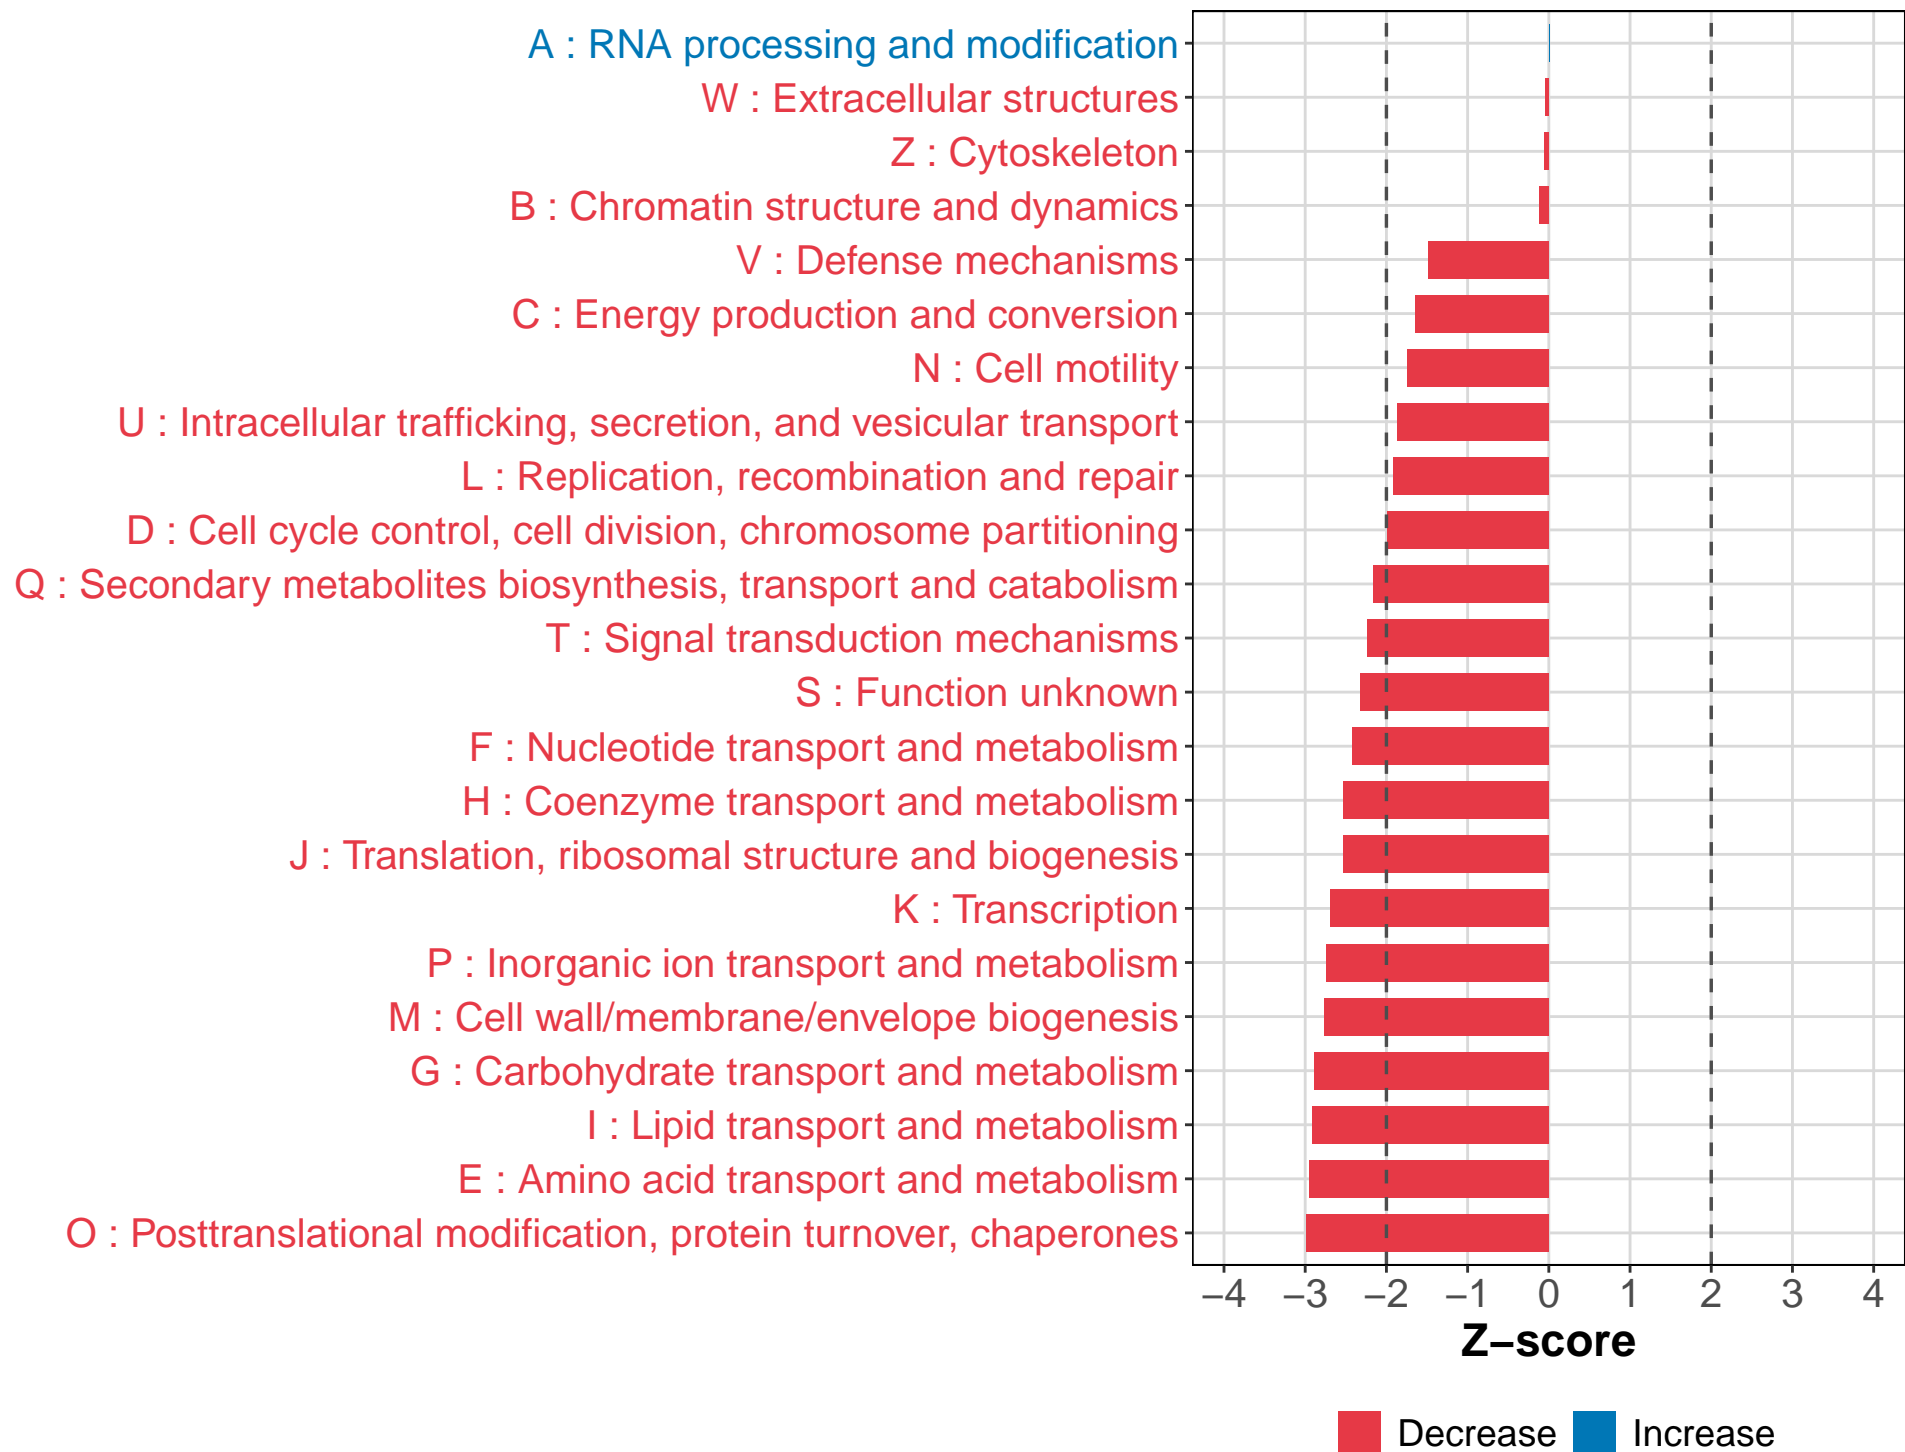 A : RNA processing and modification
W : Extracellular structures
Z : Cytoskeleton
B : Chromatin structure and dynamics
V : Defense mechanisms
C : Energy production and conversion
N : Cell motility
U : Intracellular trafficking, secretion, and vesicular transport
L : Replication, recombination and repair
D : Cell cycle control, cell division, chromosome partitioning
Q : Secondary metabolites biosynthesis, transport and catabolism
T : Signal transduction mechanisms
S : Function unknown
F : Nucleotide transport and metabolism
H : Coenzyme transport and metabolism
J : Translation, ribosomal structure and biogenesis
K : Transcription
P : Inorganic ion transport and metabolism
M : Cell wall/membrane/envelope biogenesis
G : Carbohydrate transport and metabolism
I : Lipid transport and metabolism
E : Amino acid transport and metabolism
O : Posttranslational modification, protein turnover, chaperones
−4 −3 −2 −1 0 1 2 3 4
Z−score
Decrease Increase